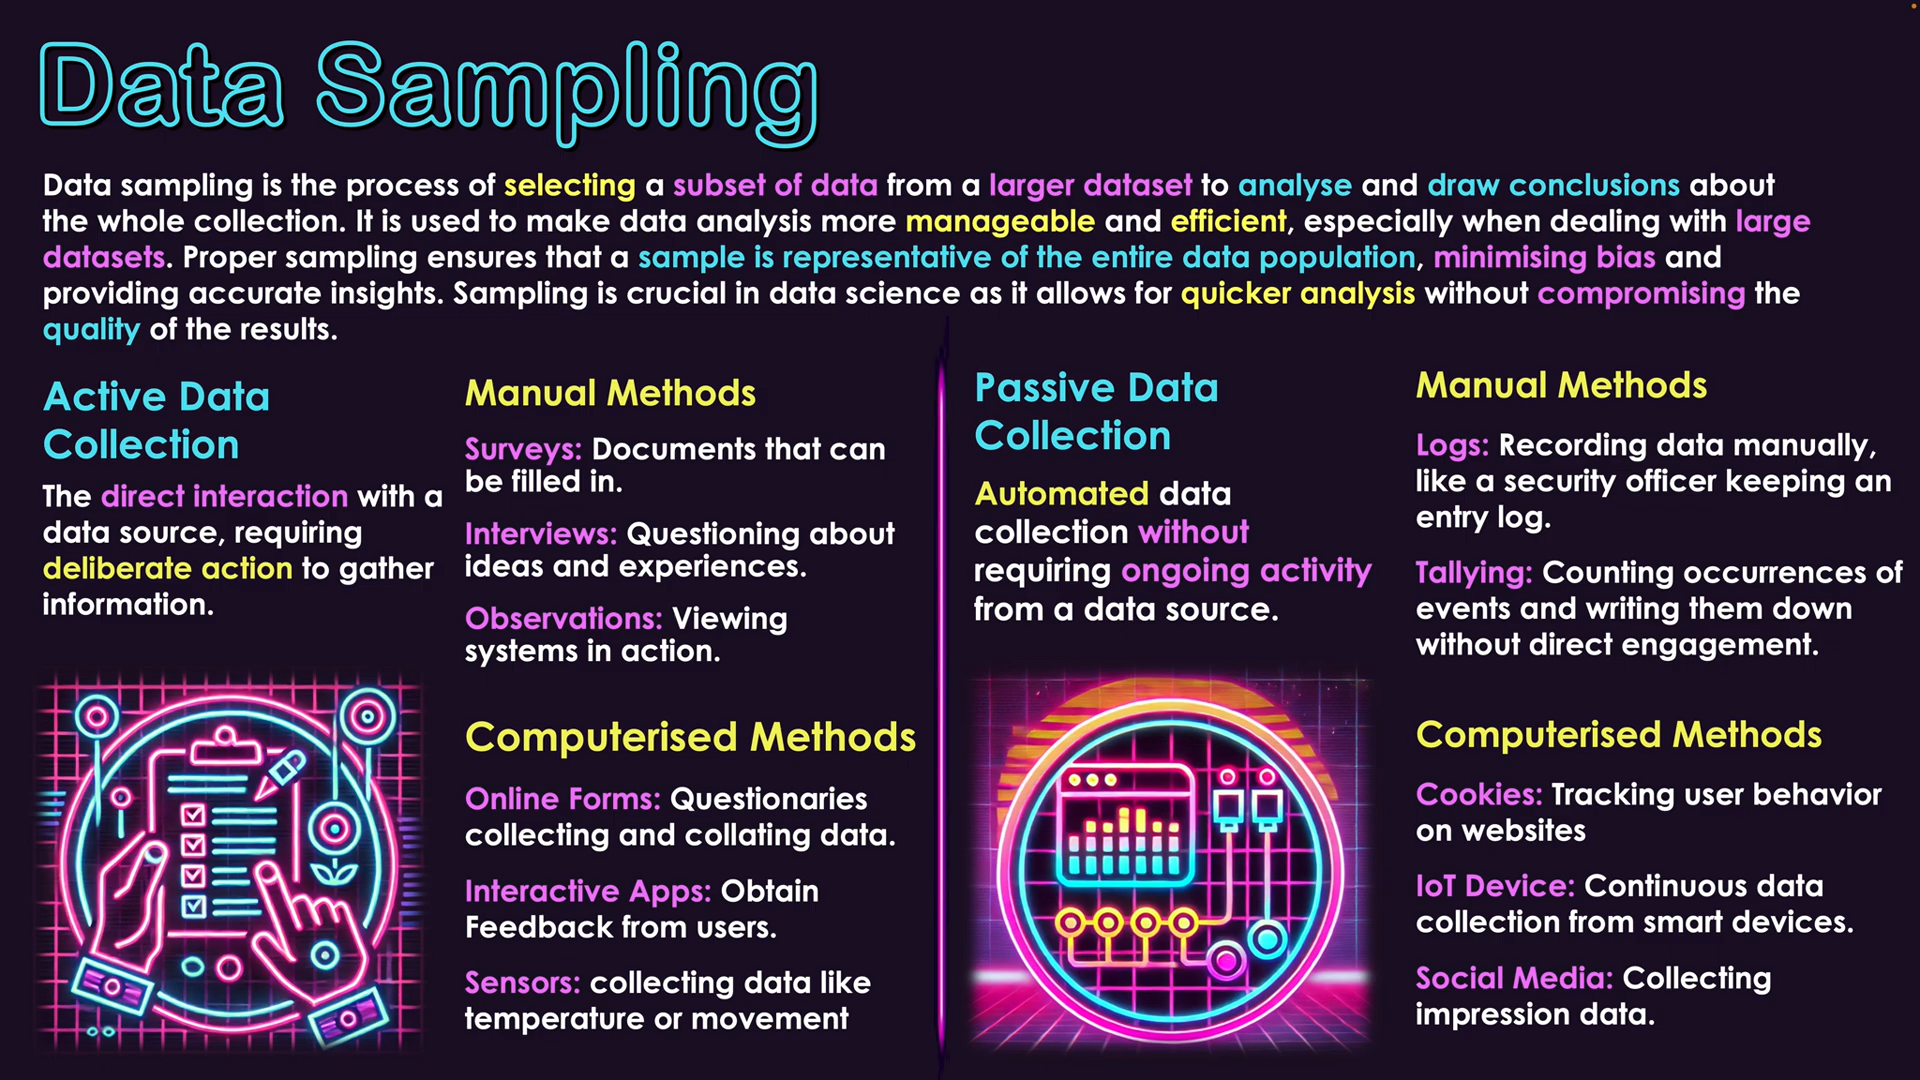 Data Sampling
Data sampling is the process of selecting a subset of data from a larger dataset to analyse and draw conclusions about
the whole collection. It is used to make data analysis more manageable and efficient, especially when dealing with large
datasets. Proper sampling ensures that a sample is representative of the entire data population, minimising bias and
providing accurate insights. Sampling is crucial in data science as it allows for quicker analysis without compromising the
quality of the results.
Active Data
Collection
The direct interaction with a
data source, requiring
deliberate action to gather
information.
Manual Methods
Surveys: Documents that can
be filled in.
Interviews: Questioning about
ideas and experiences.
Observations: Viewing
systems in action.
Computerised Methods
Online Forms: Questionaries
collecting and collating data.
Interactive Apps: Obtain
Feedback from users.
Sensors: collecting data like
temperature or movement
Passive Data
Collection
Automated data
collection without
requiring ongoing activity
from a data source.
Manual Methods
Logs: Recording data manually,
like a security officer keeping an
entry log.
Tallying: Counting occurrences of
events and writing them down
without direct engagement.
Computerised Methods
Cookies: Tracking user behavior
on websites
IoT Device: Continuous data
collection from smart devices.
Social Media: Collecting
impression data.